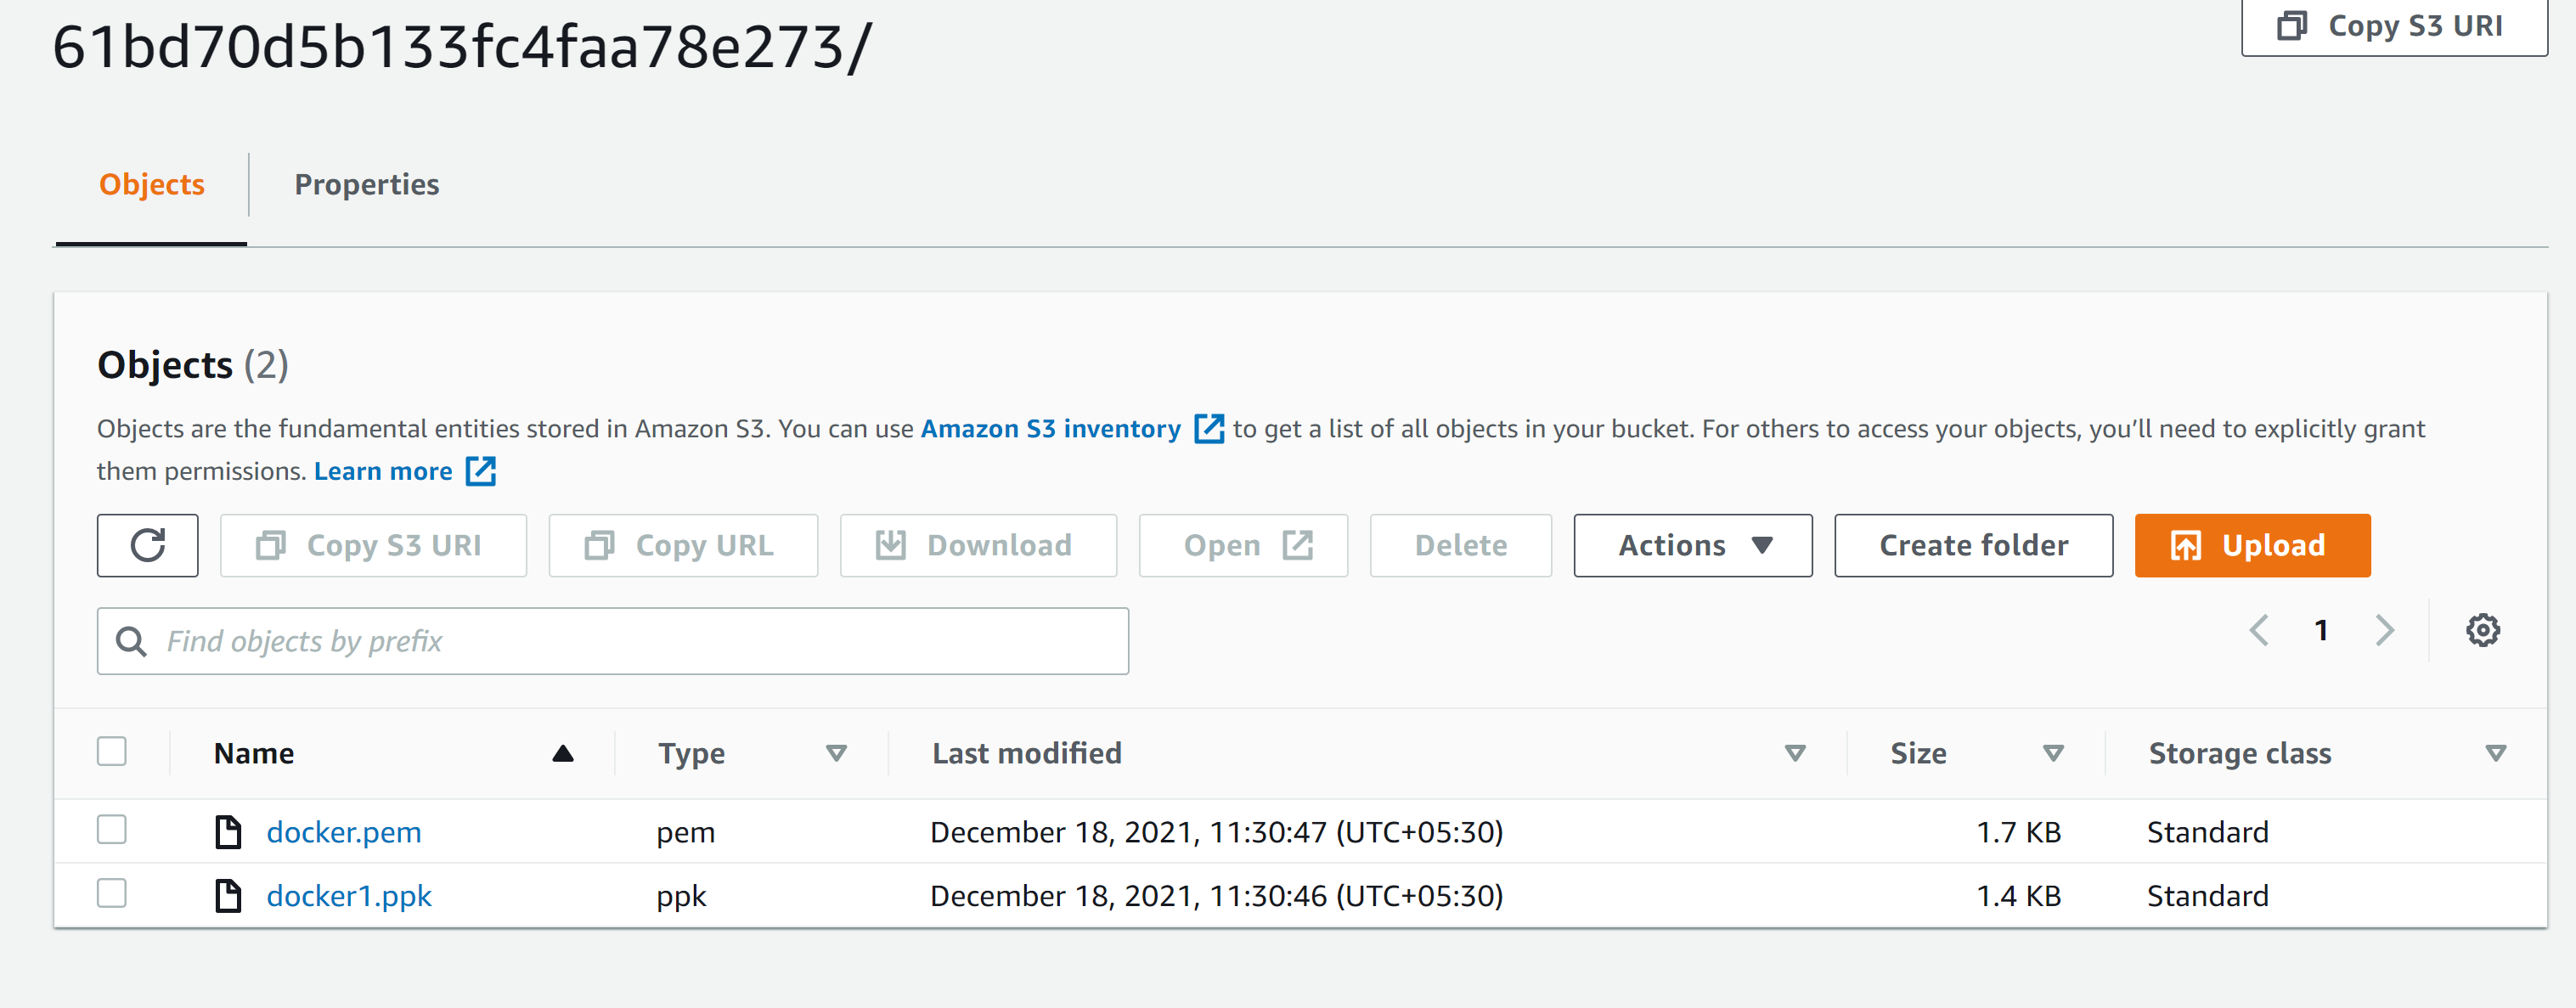 61bd70d5b133fc4faa78e273/
Copy S3 URI
Objects
Properties
Objects (2)
Objects are the fundamental entities stored in Amazon S3. You can use Amazon S3 inventory to get a list of all objects in your bucket. For others to access your objects, you’ll need to explicitly grant
them permissions. Learn more
Copy S3 URI
Copy URL
Download
Open
Delete
Actions
Create folder
Upload
Find objects by prefix
1
Name
Type
Last modified
Size
Storage class
docker.pem
pem
December 18, 2021, 11:30:47 (UTC+05:30)
1.7 KB
Standard
docker1.ppk
ppk
December 18, 2021, 11:30:46 (UTC+05:30)
1.4 KB
Standard